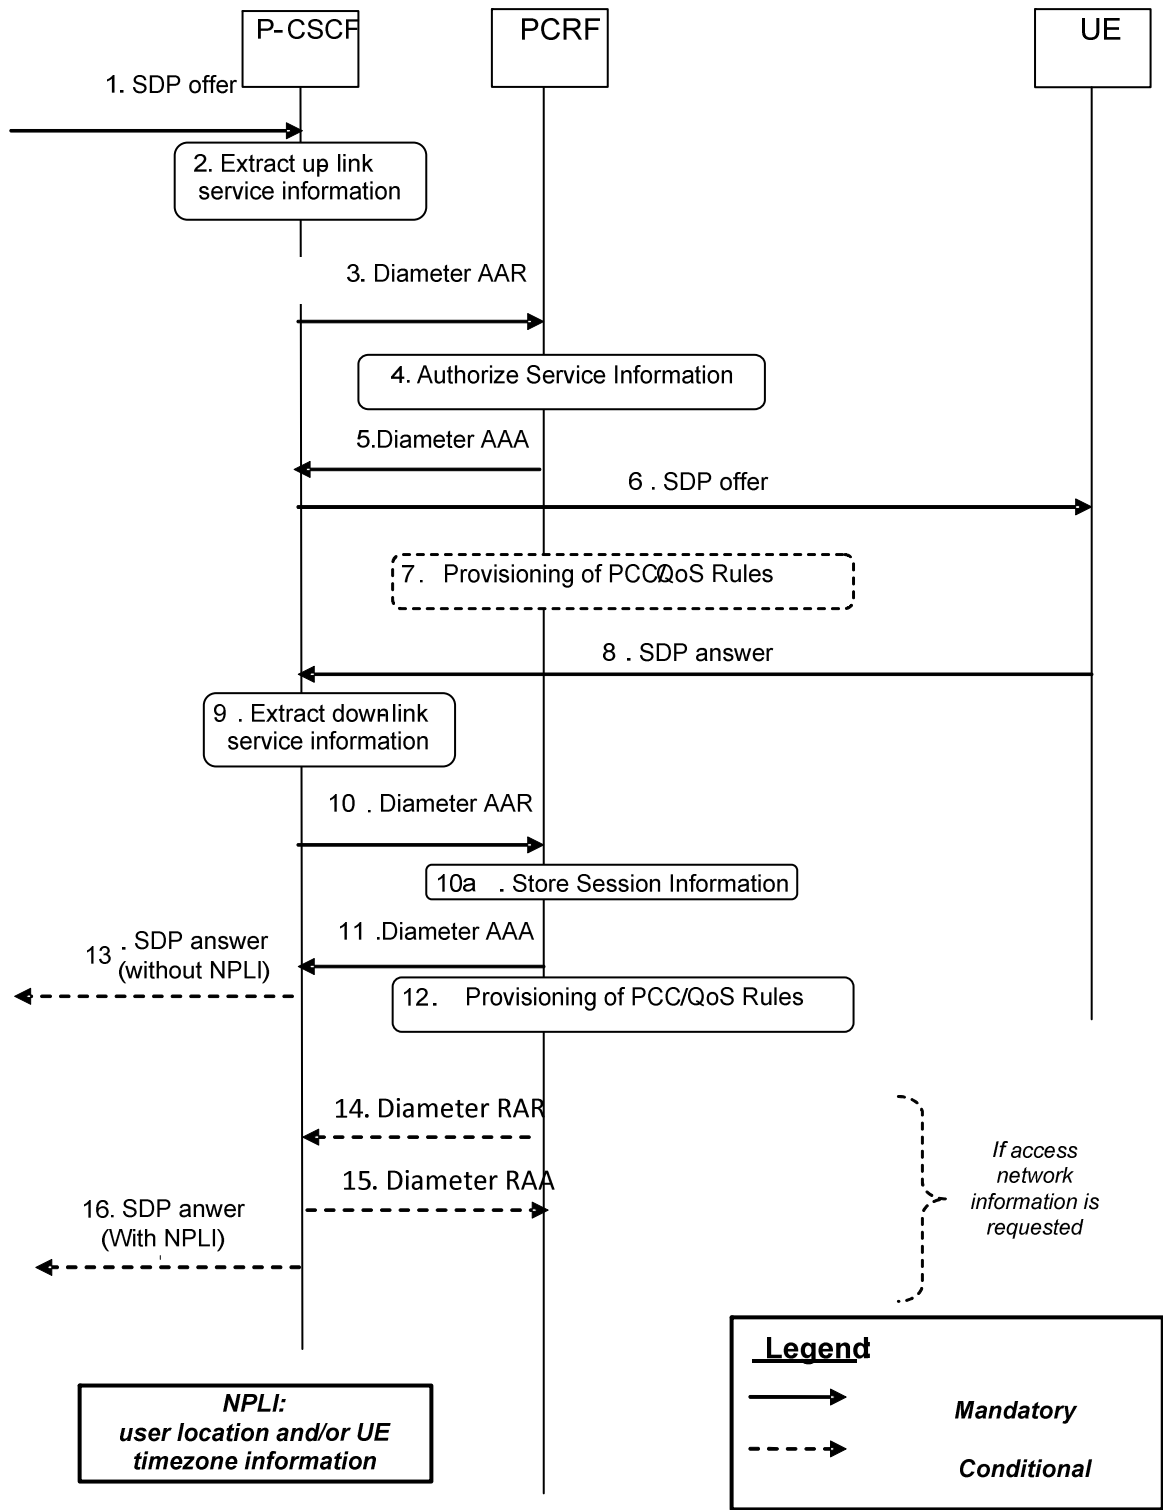 P-CSCF
PCRF
UE
1. SDP offer
2. Extract up link
service information
3. Diameter AAR
4. Authorize Service Information
5.Diameter AAA
6 . SDP offer
7. Provisioning of PCC/QoS Rules
8 . SDP answer
9 . Extract down-link
service information
10 . Diameter AAR
10a . Store Session Information
11 .Diameter AAA
13 . SDP answer
(without NPLI)
12. Provisioning of PCC/QoS Rules
14. Diameter RAR
15. Diameter RAA
16. SDP anwer
(With NPLI)
If access
network
information is
requested
Legend:
Mandatory
Conditional
NPLI:
user location and/or UE
timezone information